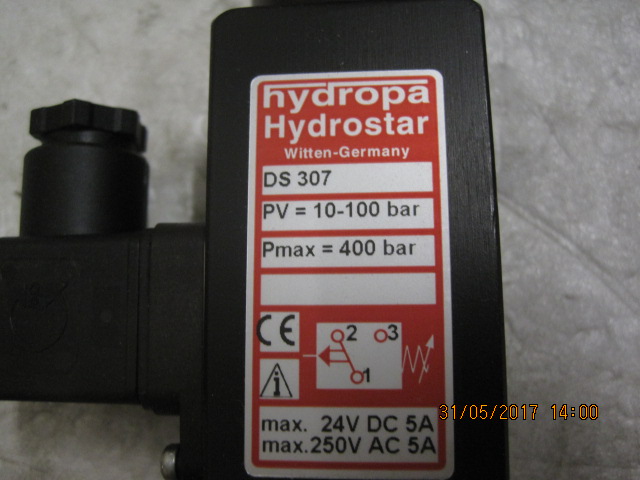 hydropa
Hydrostar
Witten-Germany
DS 307
PV = 10-100 bar
Pmax = 400 bar
CE
2 3
i
1
max. 24V DC 5A
max.250V AC 5A
31/05/2017 14:00